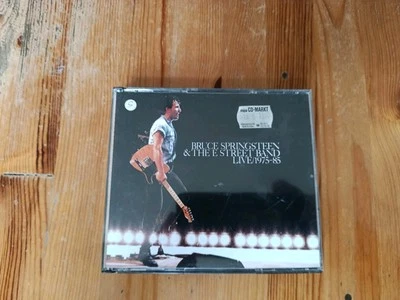 CD-MARKT
BRUCE SPRINGSTEEN
& THE E STREET BAND
LIVE/1975-85